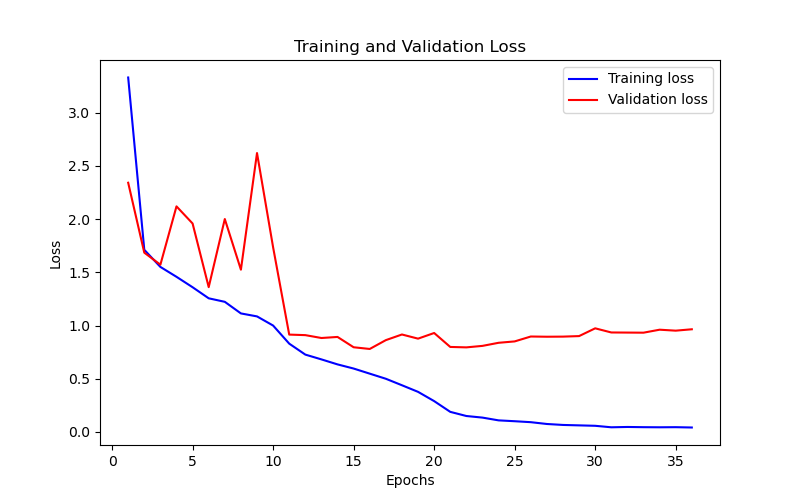 Training and Validation Loss
Training loss
Validation loss
3.0
2.5
2.0
1.5
1.0
0.5
0.0
Loss
0 5 10 15 20 25 30 35
Epochs